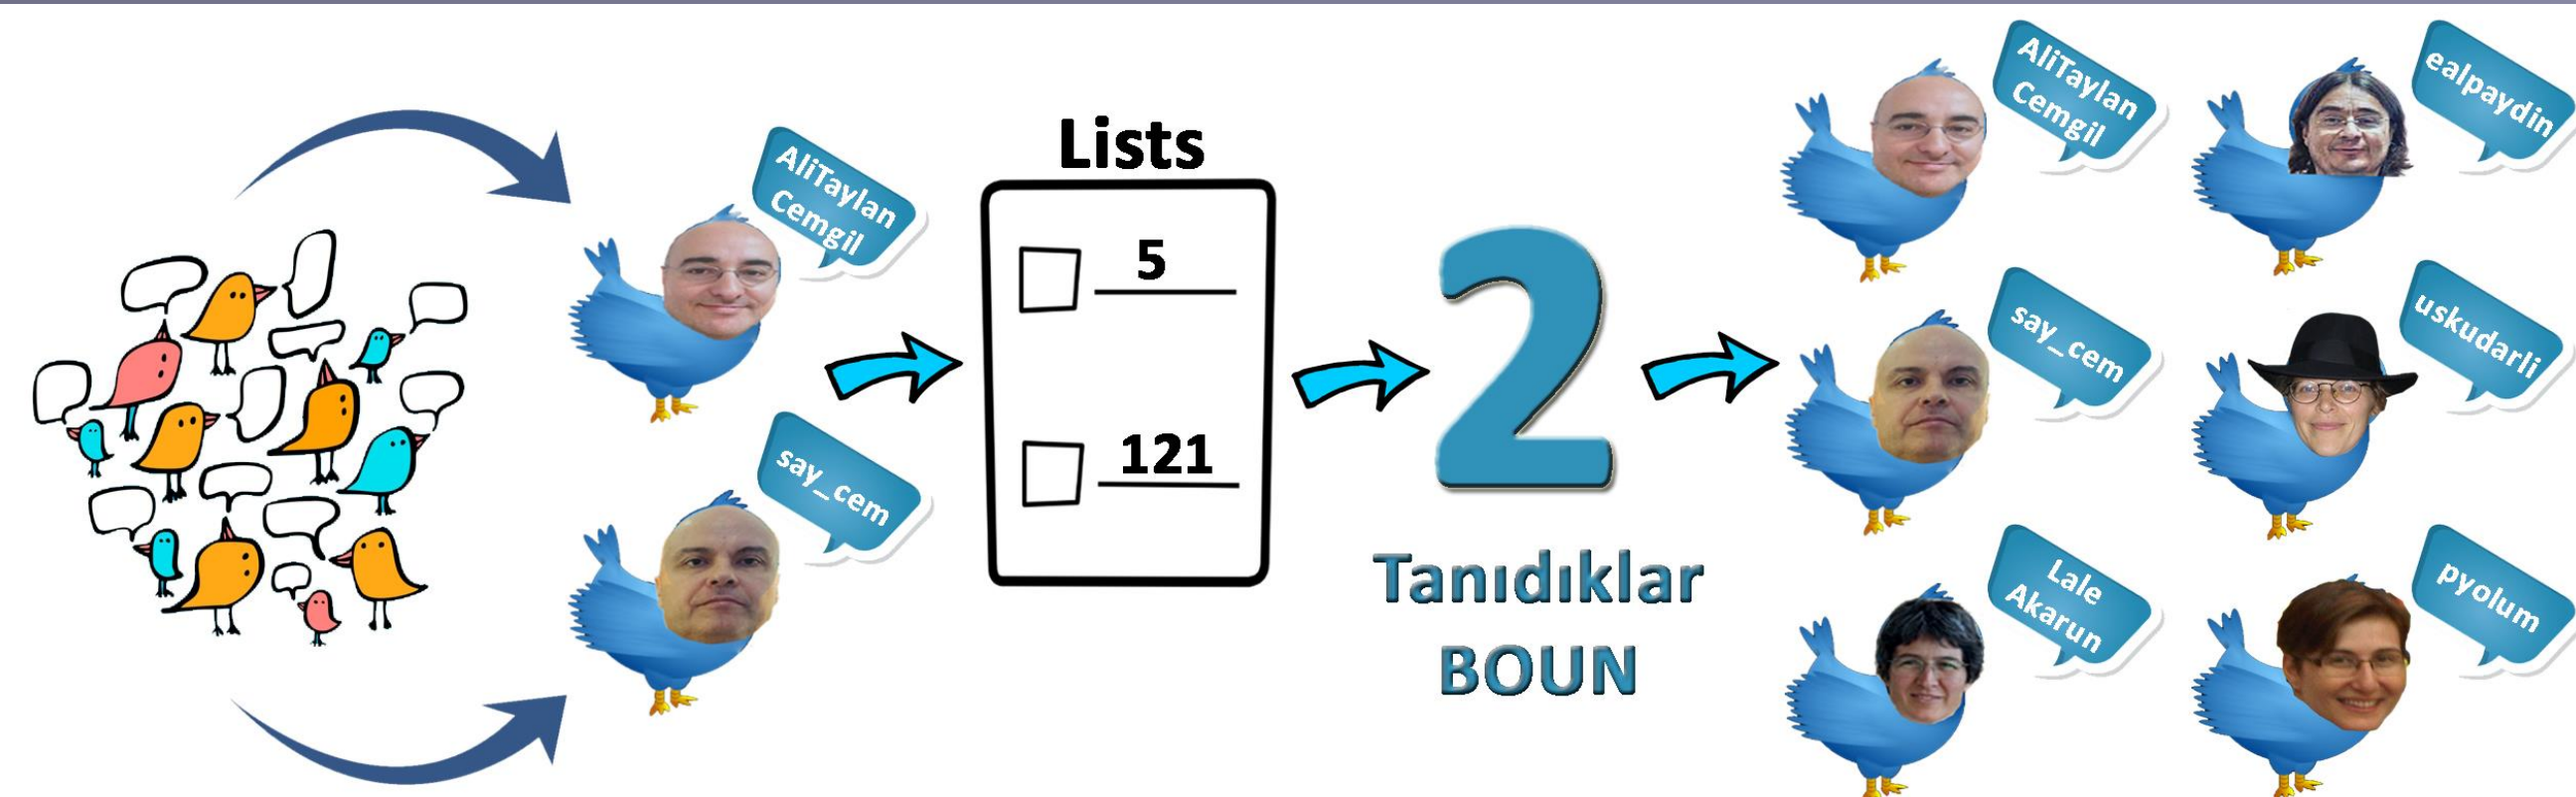 AliTaylan
Cemgil
say_cem
Lists
5
121
2
Tanıdıklar
BOUN
AliTaylan
Cemgil
ealpaydin
say_cem
uskudarli
Lale
Akarun
pyolum